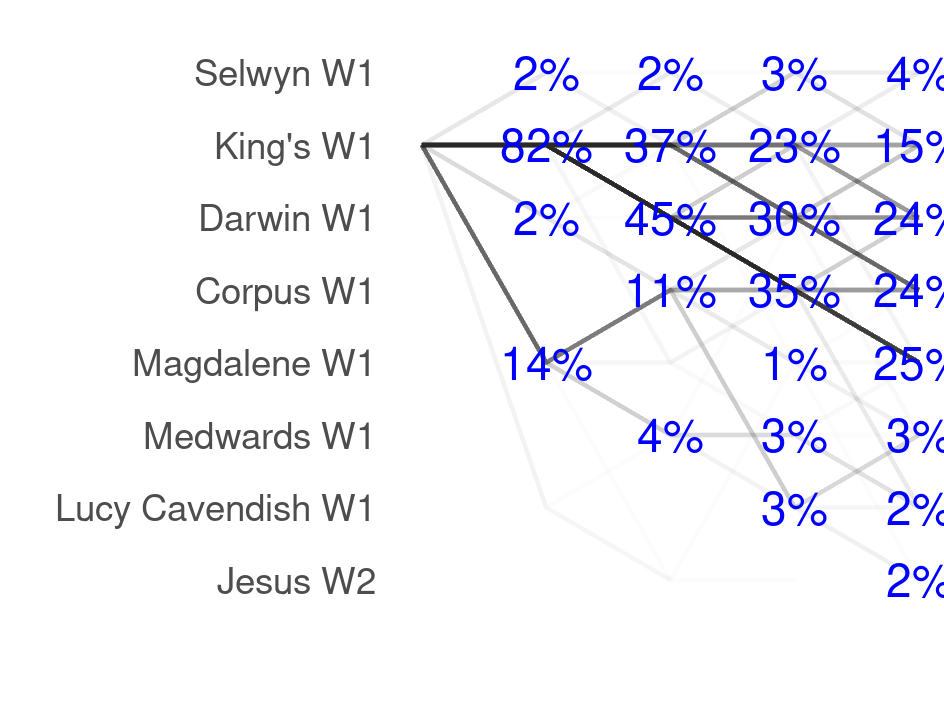 Selwyn W1 2% 2% 3% 4%
King's W1 82% 37% 23% 15%
Darwin W1 2% 45% 30% 24%
Corpus W1 11% 35% 24%
Magdalene W1 14% 1% 25%
Medwards W1 4% 3% 3%
Lucy Cavendish W1 3% 2%
Jesus W2 2%